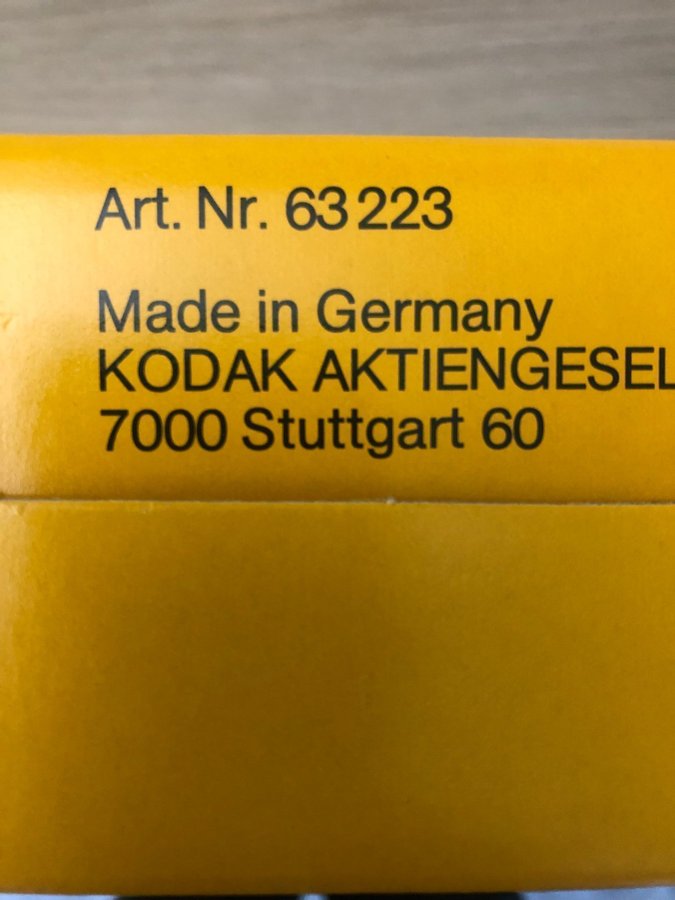 Art. Nr. 63 223
Made in Germany
KODAK AKTIENGESEL
7000 Stuttgart 60